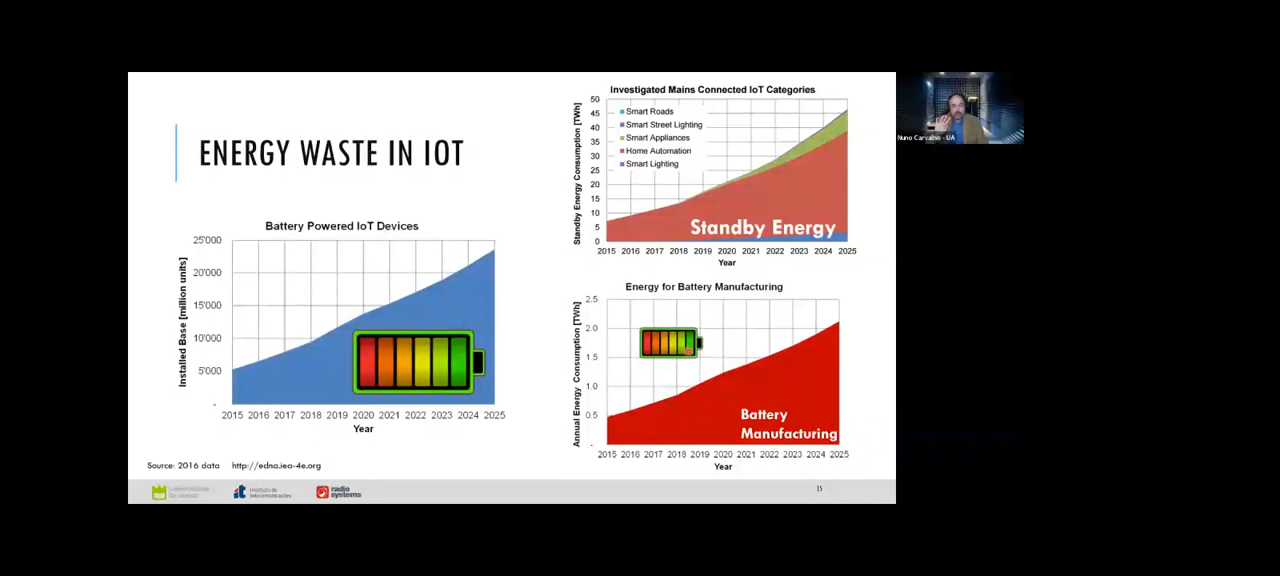 ENERGY WASTE IN IOT
Battery Powered IoT Devices
Installed Base [million units]
25'000
20'000
15'000
10'000
5'000
-
2015 2016 2017 2018 2019 2020 2021 2022 2023 2024 2025
Year
Source: 2016 data http://edna.iea-4e.org
Investigated Mains Connected IoT Categories
Standby Energy Consumption [TWh]
50
45
40
35
30
25
20
15
10
5
0
Smart Roads
Smart Street Lighting
Smart Appliances
Home Automation
Smart Lighting
Standby Energy
2015 2016 2017 2018 2019 2020 2021 2022 2023 2024 2025
Year
Energy for Battery Manufacturing
Annual Energy Consumption [TWh]
2.5
2.0
1.5
1.0
0.5
-
Battery
Manufacturing
2015 2016 2017 2018 2019 2020 2021 2022 2023 2024 2025
Year
it
radio
systems
15
Nuno Carvalho - UA